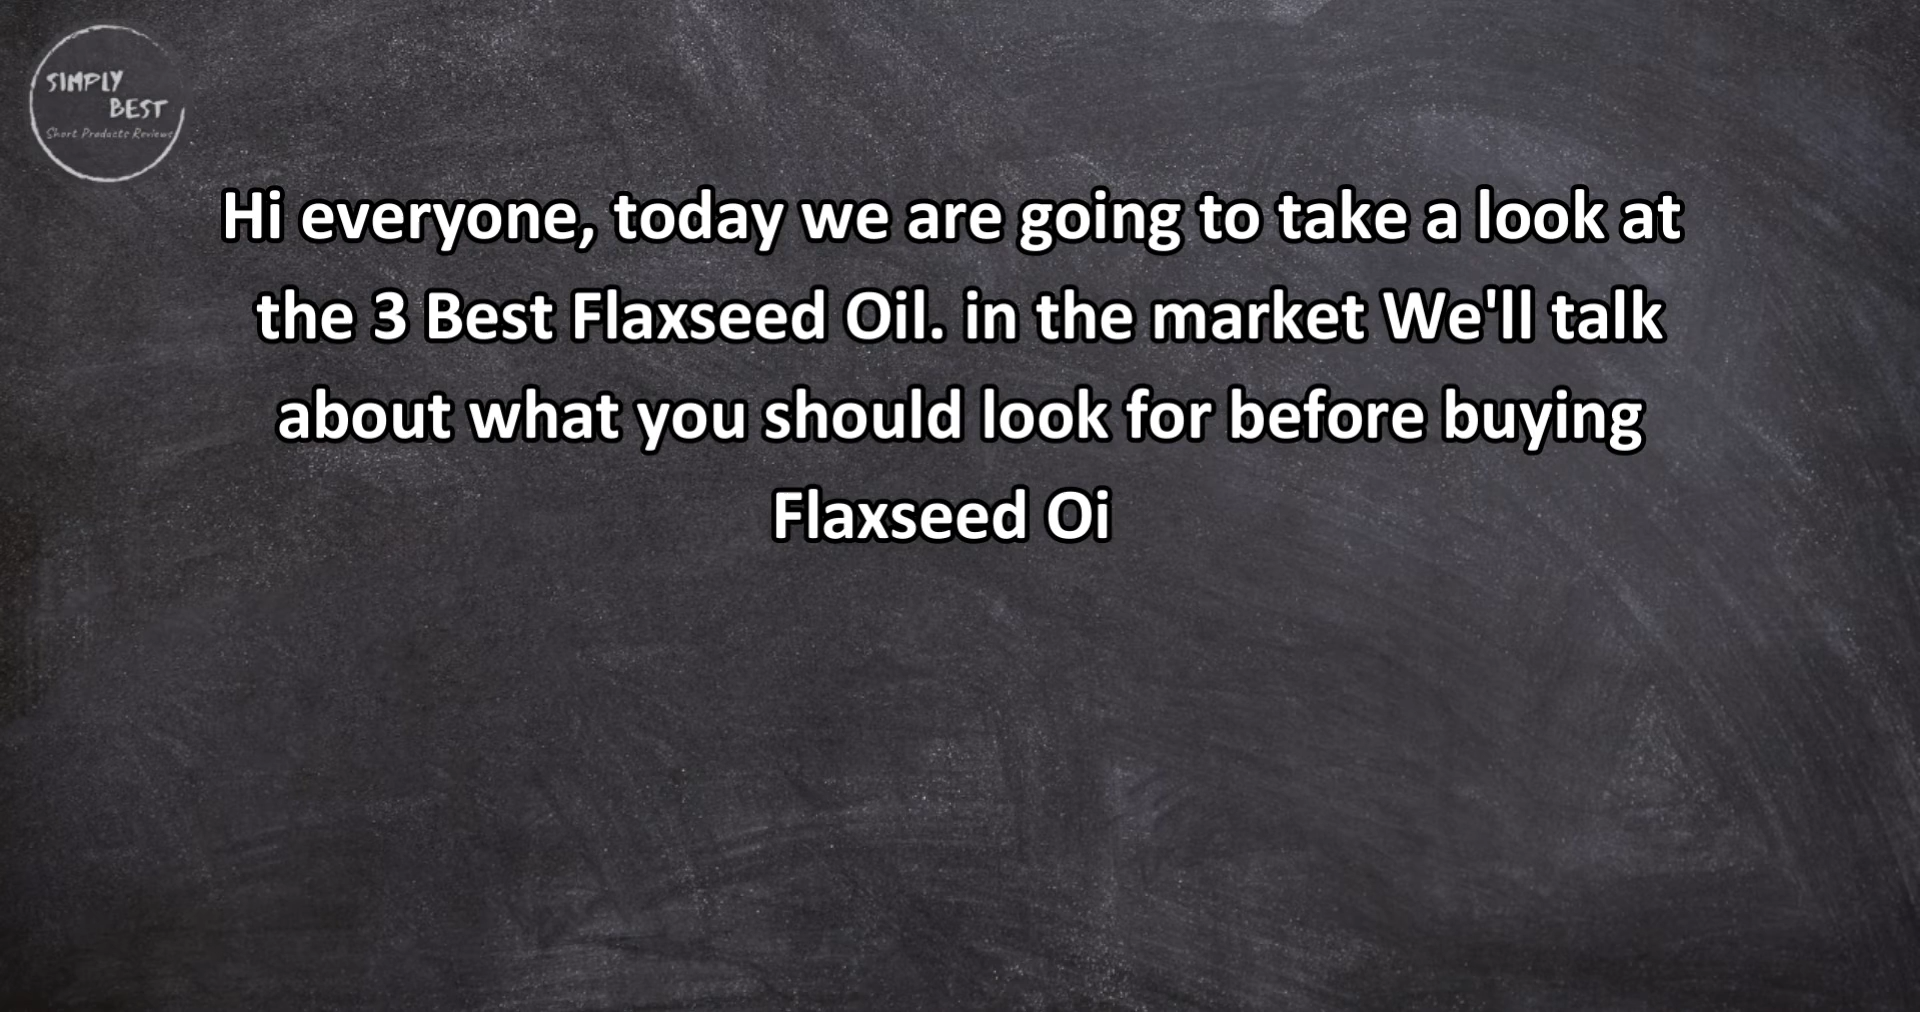 SIMPLY
BEST
Short Products Reviews
Hi everyone, today we are going to take a look at
the 3 Best Flaxseed Oil. in the market We'll talk
about what you should look for before buying
Flaxseed Oi